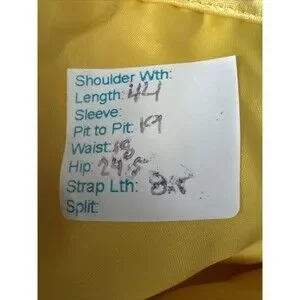 Shoulder Wth:
Length: 44
Sleeve:
Pit to Pit: 19
Waist: 18
Hip: 24.5
Strap Lth: 8.5
Split: